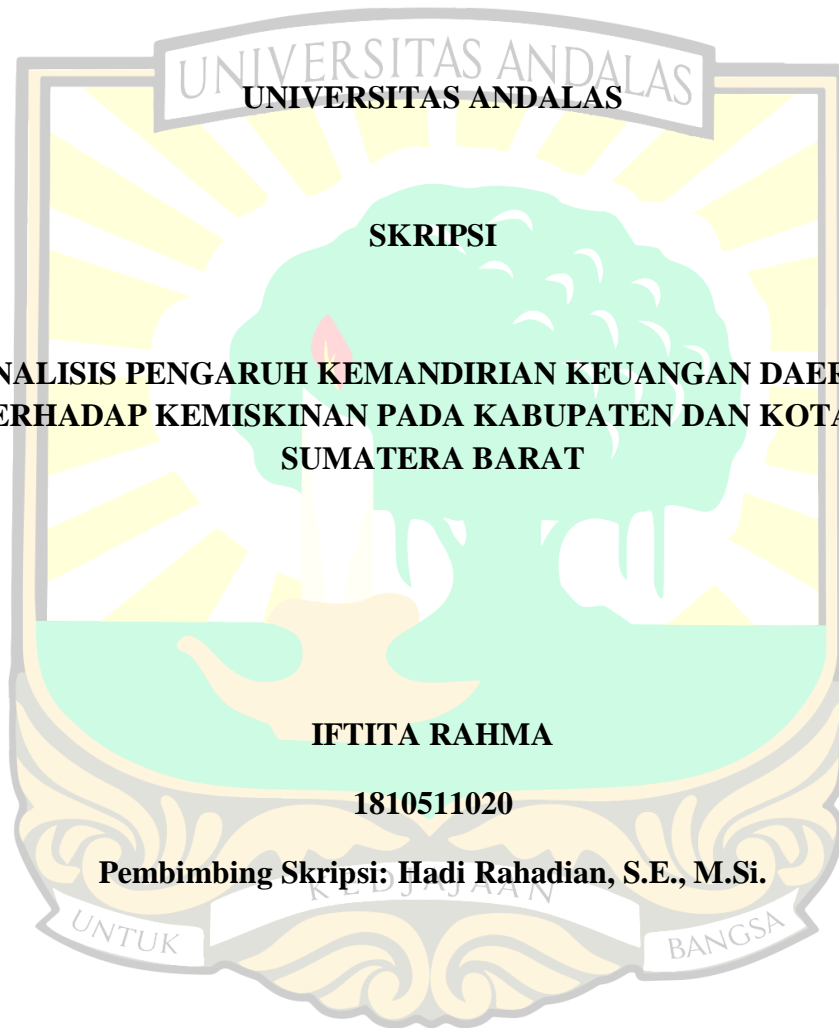 UNIVERSITAS ANDALAS
UNIVERSITAS ANDALAS
SKRIPSI
NALISIS PENGARUH KEMANDIRIAN KEUANGAN DAER
ERHADAP KEMISKINAN PADA KABUPATEN DAN KOTA
SUMATERA BARAT
IFTITA RAHMA
1810511020
Pembimbing Skripsi: Hadi Rahadian, S.E., M.Si.
UNTUK KEDJAJAAN BANGSA